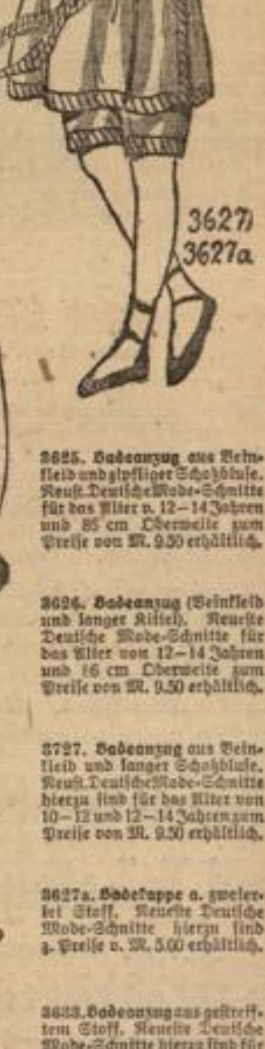 3627)
3627a
3625. Badeanzug aus Bein-
kleid und zipfliger Schoßbluse.
Neust. Deutsche Mode-Schnitte
für das Alter v. 12–14 Jahren
und 85 cm Oberweite zum
Preise von M. 9.50 erhältlich.
3626. Badeanzug (Beinkleid
und langer Kittel). Neueste
Deutsche Mode-Schnitte für
das Alter von 12–14 Jahren
und 86 cm Oberweite zum
Preise von M. 9.50 erhältlich.
3727. Badeanzug aus Bein-
kleid und langer Schoßbluse.
Neust. Deutsche Mode-Schnitte
hierzu sind für das Alter von
10–12 und 12–14 Jahren zum
Preise von M. 9.50 erhältlich.
3627a. Badekappe a. zweier-
lei Stoff. Neueste Deutsche
Mode-Schnitte hierzu sind
z. Preise v. M. 5.00 erhältlich.
3633. Badeanzug aus gestreif-
tem Stoff. Neueste Deutsche
Mode-Schnitte hierzu sind für